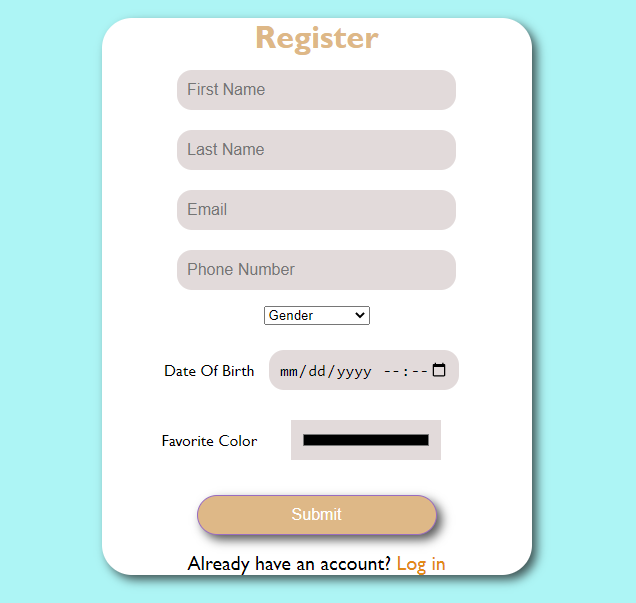 Register
First Name
Last Name
Email
Phone Number
Gender
Date Of Birth mm/dd/yyyy --:--
Favorite Color
Submit
Already have an account? Log in